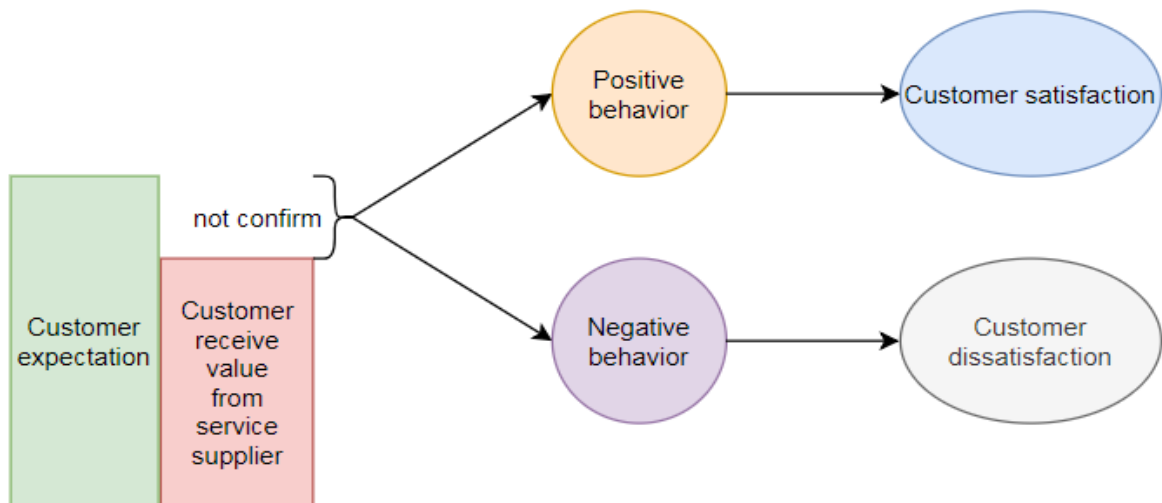 Positive
behavior
Customer satisfaction
not confirm
Customer
expectation
Customer
receive
value
from
service
supplier
Negative
behavior
Customer
dissatisfaction